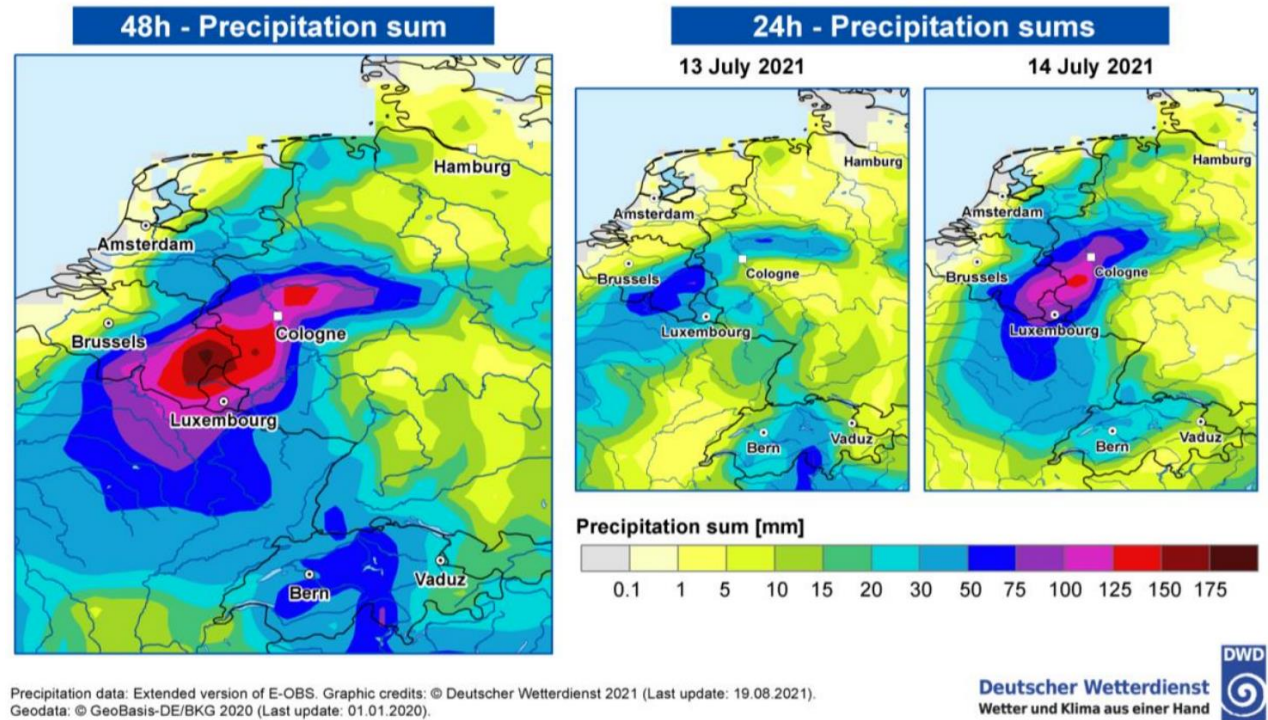 48h - Precipitation sum
Hamburg
Amsterdam
Brussels
Cologne
Luxembourg
Bern
Vaduz
24h - Precipitation sums
13 July 2021
Hamburg
Amsterdam
Brussels
Cologne
Luxembourg
Bern
Vaduz
14 July 2021
Hamburg
Amsterdam
Brussels
Cologne
Luxembourg
Bern
Vaduz
Precipitation sum [mm]
0.1 1 5 10 15 20 30 50 75 100 125 150 175
Precipitation data: Extended version of E-OBS. Graphic credits: © Deutscher Wetterdienst 2021 (Last update: 19.08.2021).
Geodata: © GeoBasis-DE/BKG 2020 (Last update: 01.01.2020).
Deutscher Wetterdienst
Wetter und Klima aus einer Hand
DWD